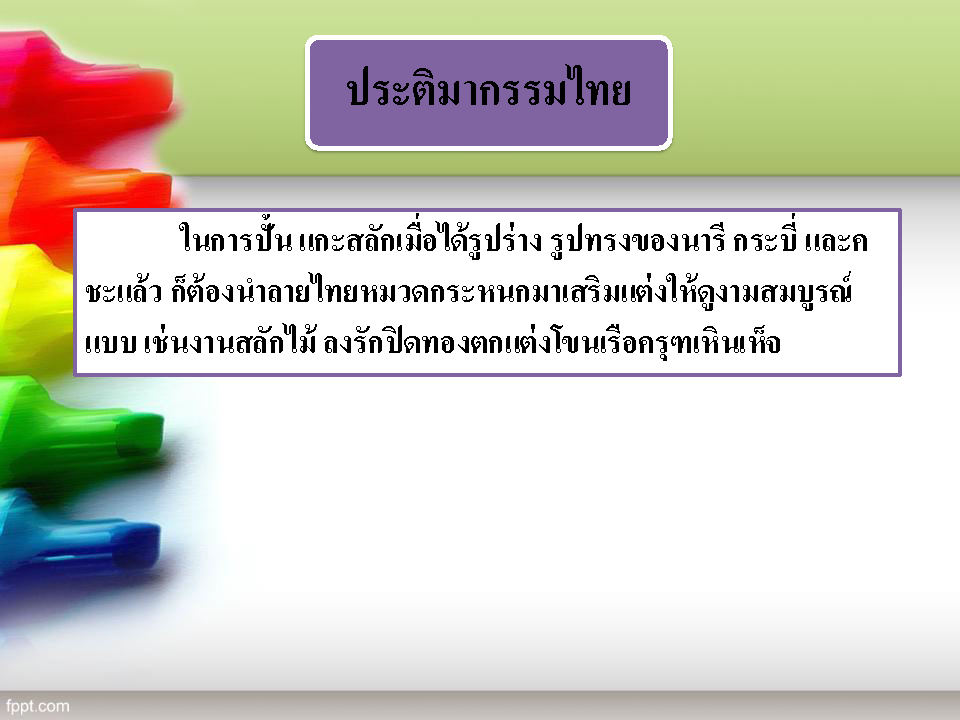 ประติมากรรมไทย
ในการปั้น แกะสลักเมื่อได้รูปร่าง รูปทรงของนารี กระบี่ และค
ชะแล้ว ก็ต้องนำลายไทยหมวดกระหนกมาเสริมแต่งให้ดูงามสมบูรณ์
แบบ เช่นงานสลักไม้ ลงรักปิดทองตกแต่งโขนเรือครุฑเหินเห็จ
fppt.com